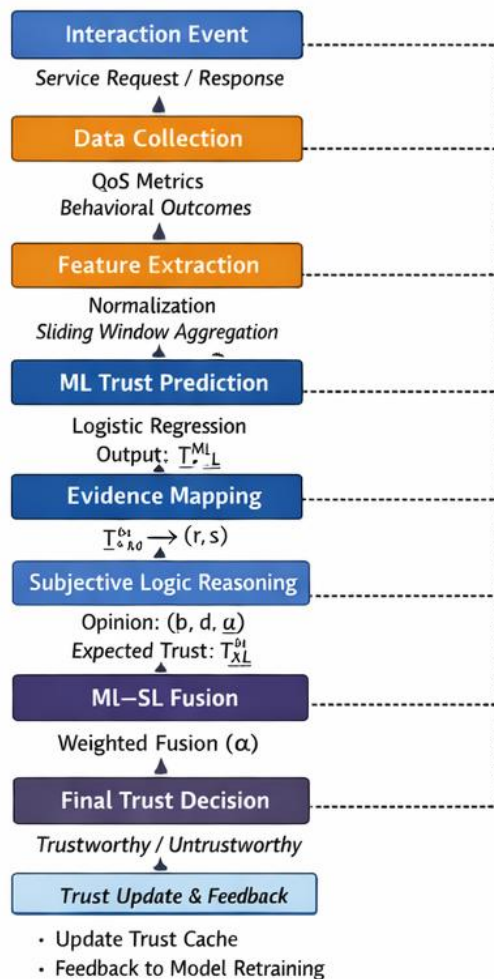 Interaction Event
Service Request / Response
Data Collection
QoS Metrics
Behavioral Outcomes
Feature Extraction
Normalization
Sliding Window Aggregation
ML Trust Prediction
Logistic Regression
Output:
Evidence Mapping
→ (r, s)
Subjective Logic Reasoning
Opinion: (b, d, α)
Expected Trust:
ML–SL Fusion
Weighted Fusion (α)
Final Trust Decision
Trustworthy / Untrustworthy
Trust Update & Feedback
• Update Trust Cache
• Feedback to Model Retraining